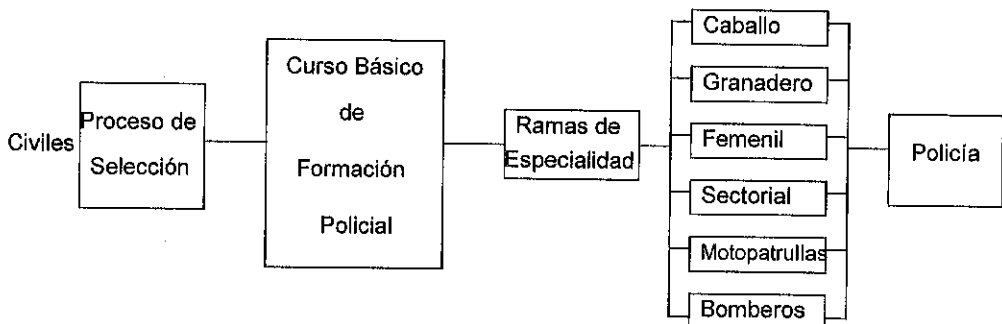 Civiles
Proceso de
Selección
Curso Básico
de
Formación
Policial
Ramas de
Especialidad
Caballo
Granadero
Femenil
Sectorial
Motopatrullas
Bomberos
Policía